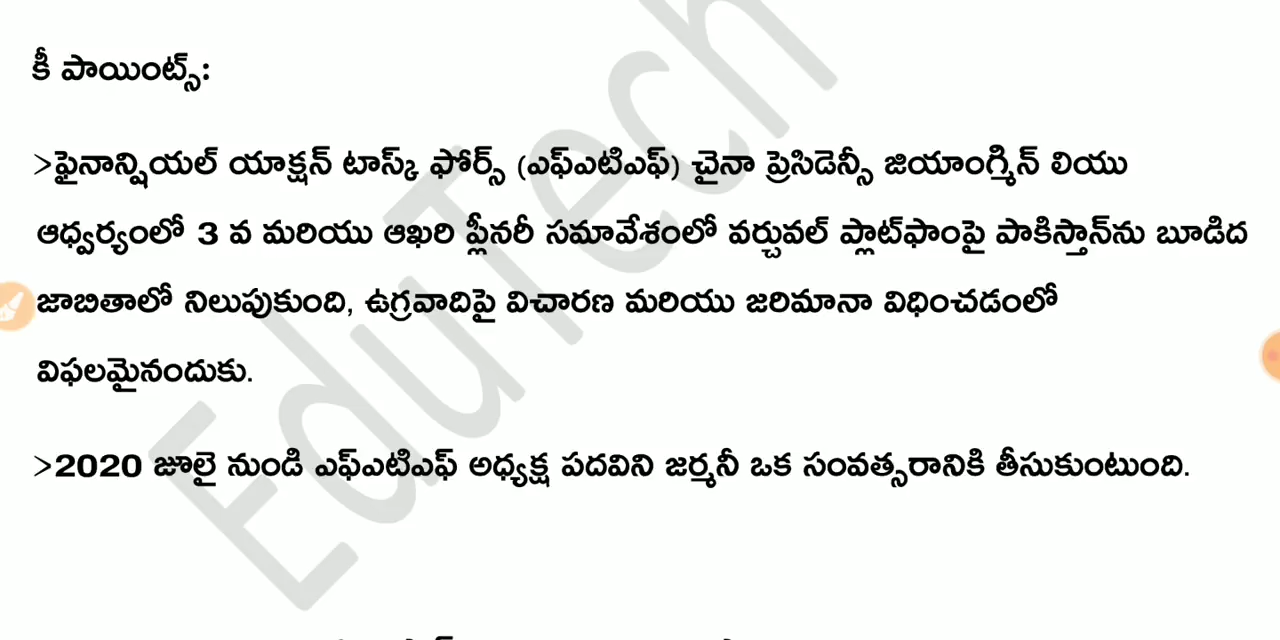 కీ పాయింట్స్:
>ఫైనాన్షియల్ యాక్షన్ టాస్క్ ఫోర్స్ (ఎఫ్ఎటిఎఫ్) చైనా ప్రెసిడెన్సీ జియాంగ్మిన్ లియు
ఆధ్వర్యంలో 3 వ మరియు ఆఖరి ప్లీనరీ సమావేశంలో వర్చువల్ ప్లాట్‌ఫాంపై పాకిస్తాన్‌ను బూడిద
జాబితాలో నిలుపుకుంది, ఉగ్రవాదిపై విచారణ మరియు జరిమానా విధించడంలో
విఫలమైనందుకు.
>2020 జూలై నుండి ఎఫ్ఎటిఎఫ్ అధ్యక్ష పదవిని జర్మనీ ఒక సంవత్సరానికి తీసుకుంటుంది.
EduTech